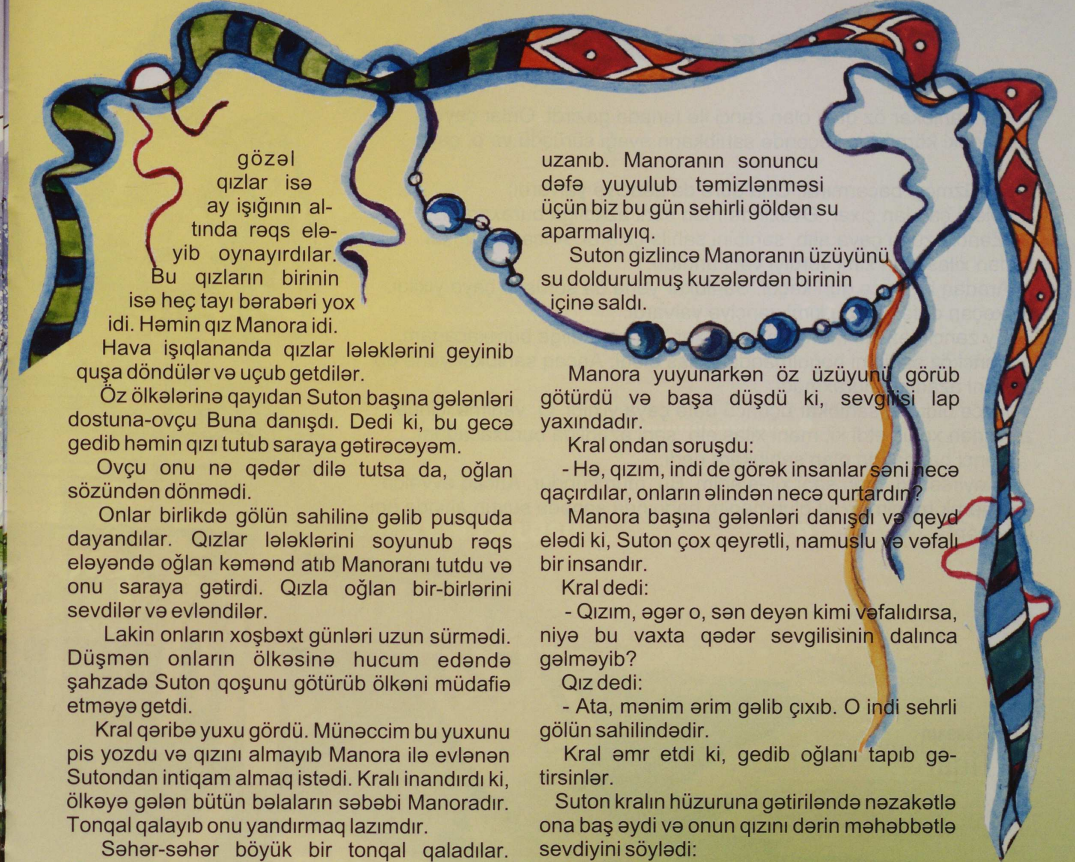 gözəl
qızlar isə
ay işığının al-
tında rəqs elə-
yib oynayırdılar.
Bu qızların birinin
isə heç tayı bərabəri yox
idi. Həmin qız Manora idi.
Hava işıqlananda qızlar lələklərini geyinib
quşa döndülər və uçub getdilər.
Öz ölkələrinə qayıdan Suton başına gələnləri
dostuna-ovçu Buna danışdı. Dedi ki, bu gecə
gedib həmin qızı tutub saraya gətirəcəyəm.
Ovçu onu nə qədər dilə tutsa da, oğlan
sözündən dönmədi.
Onlar birlikdə gölün sahilinə gəlib pusquda
dayandılar. Qızlar lələklərini soyunub rəqs
eləyəndə oğlan kəmənd atıb Manoranı tutdu və
onu saraya gətirdi. Qızla oğlan bir-birlərini
sevdilər və evləndilər.
Lakin onların xoşbəxt günləri uzun sürmədi.
Düşmən onların ölkəsinə hucum edəndə
şahzadə Suton qoşunu götürüb ölkəni müdafiə
etməyə getdi.
Kral qəribə yuxu gördü. Münəccim bu yuxunu
pis yozdu və qızını almayıb Manora ilə evlənən
Sutondan intiqam almaq istədi. Kralı inandırdı ki,
ölkəyə gələn bütün bəlaların səbəbi Manoradır.
Tonqal qalayıb onu yandırmaq lazımdır.
Səhər-səhər böyük bir tonqal qaladılar.
uzanıb. Manoranın sonuncu
dəfə yuyulub təmizlənməsi
üçün biz bu gün sehirli göldən su
aparmalıyıq.
Suton gizlincə Manoranın üzüyünü
su doldurulmuş kuzələrdən birinin
içinə saldı.
Manora yuyunarkən öz üzüyunü görüb
götürdü və başa düşdü ki, sevgilisi lap
yaxındadır.
Kral ondan soruşdu:
- Hə, qızım, indi de görək insanlar səni necə
qaçırdılar, onların əlindən necə qurtardın?
Manora başına gələnləri danışdı və qeyd
elədi ki, Suton çox qeyrətli, namuslu və vəfalı
bir insandır.
Kral dedi:
- Qızım, əgər o, sən deyən kimi vəfalıdırsa,
niyə bu vaxta qədər sevgilisinin dalınca
gəlməyib?
Qız dedi:
- Ata, mənim ərim gəlib çıxıb. O indi sehrli
gölün sahilindədir.
Kral əmr etdi ki, gedib oğlanı tapıb gə-
tirsinlər.
Suton kralın hüzuruna gətiriləndə nəzakətlə
ona baş əydi və onun qızını dərin məhəbbətlə
sevdiyini söylədi: